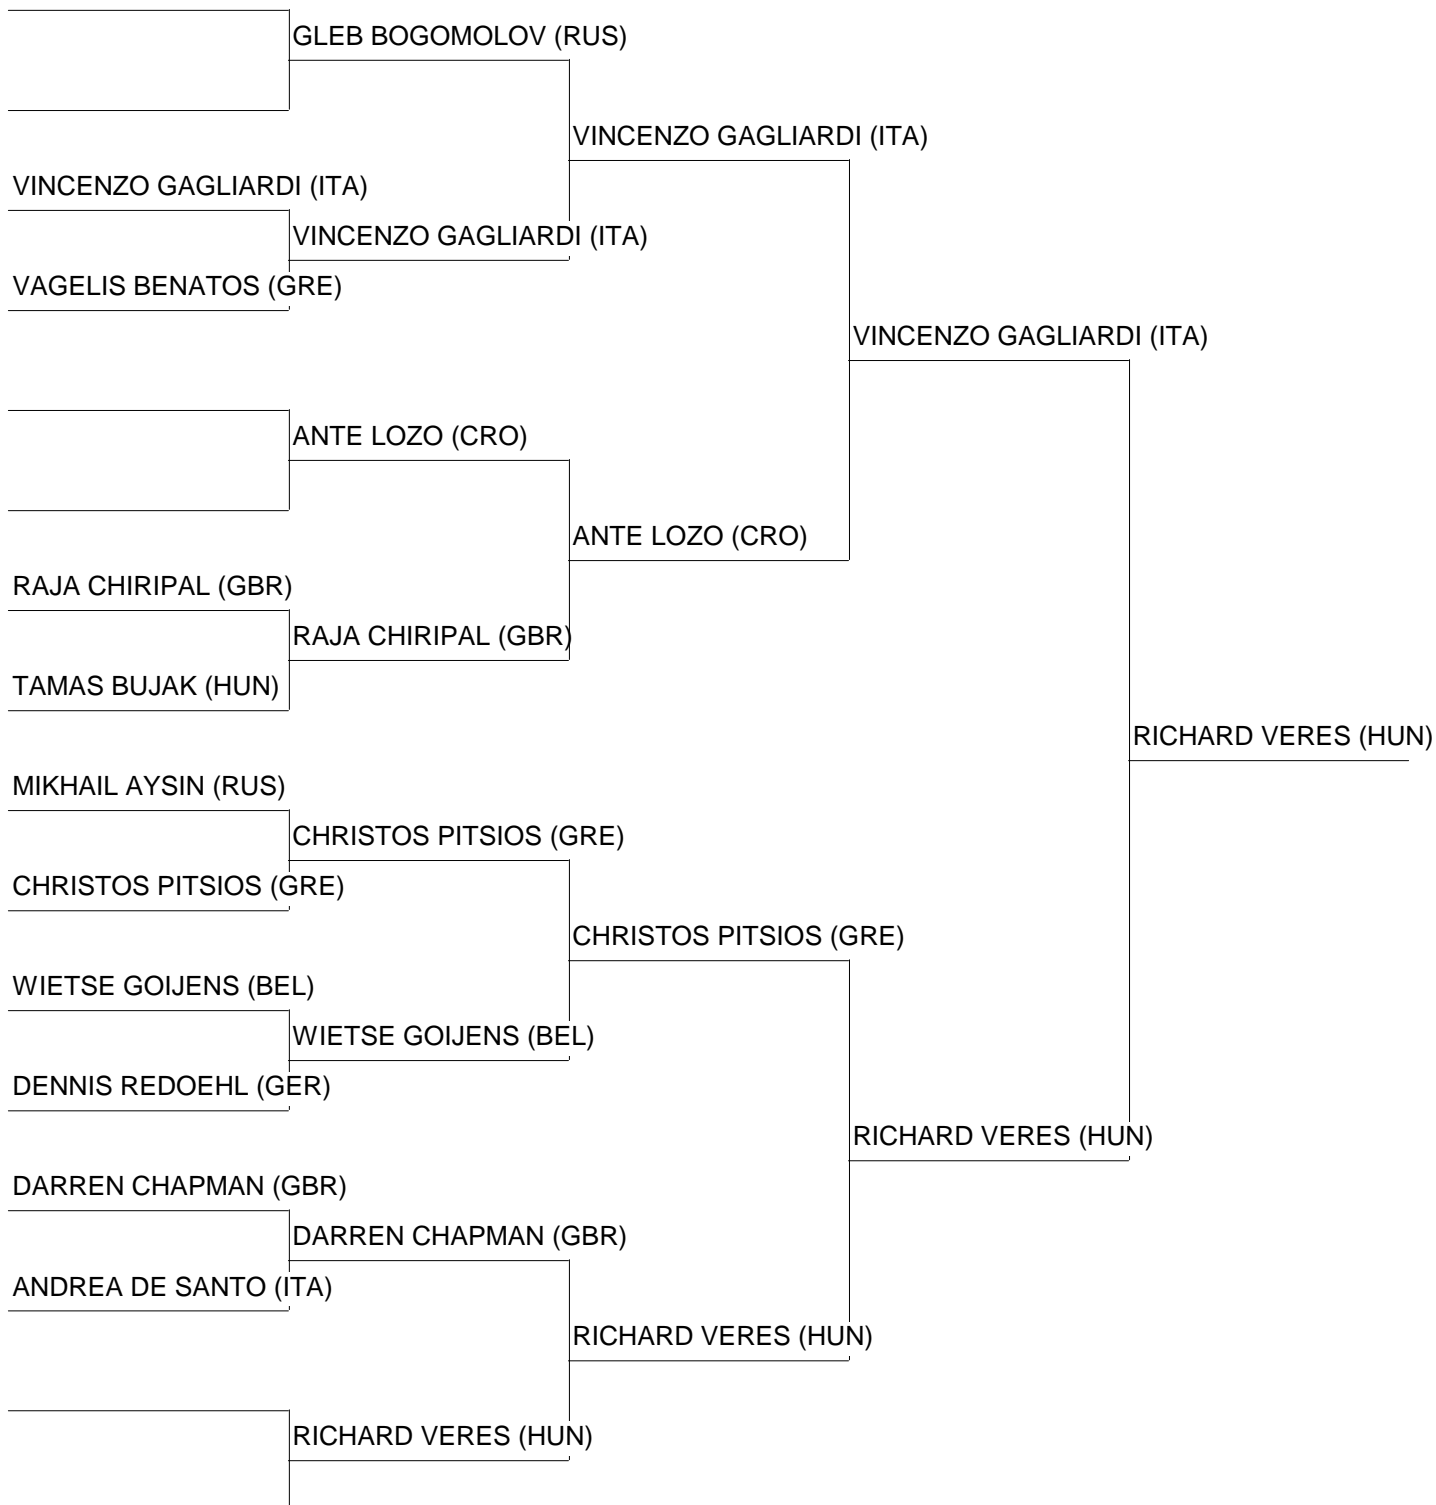 GLEB BOGOMOLOV (RUS)
VINCENZO GAGLIARDI (ITA)
VINCENZO GAGLIARDI (ITA)
VINCENZO GAGLIARDI (ITA)
VAGELIS BENATOS (GRE)
VINCENZO GAGLIARDI (ITA)
ANTE LOZO (CRO)
ANTE LOZO (CRO)
RAJA CHIRIPAL (GBR)
RAJA CHIRIPAL (GBR)
TAMAS BUJAK (HUN)
RICHARD VERES (HUN)
MIKHAIL AYSIN (RUS)
CHRISTOS PITSIOS (GRE)
CHRISTOS PITSIOS (GRE)
CHRISTOS PITSIOS (GRE)
WIETSE GOIJENS (BEL)
WIETSE GOIJENS (BEL)
DENNIS REDOEHL (GER)
RICHARD VERES (HUN)
DARREN CHAPMAN (GBR)
DARREN CHAPMAN (GBR)
ANDREA DE SANTO (ITA)
RICHARD VERES (HUN)
RICHARD VERES (HUN)